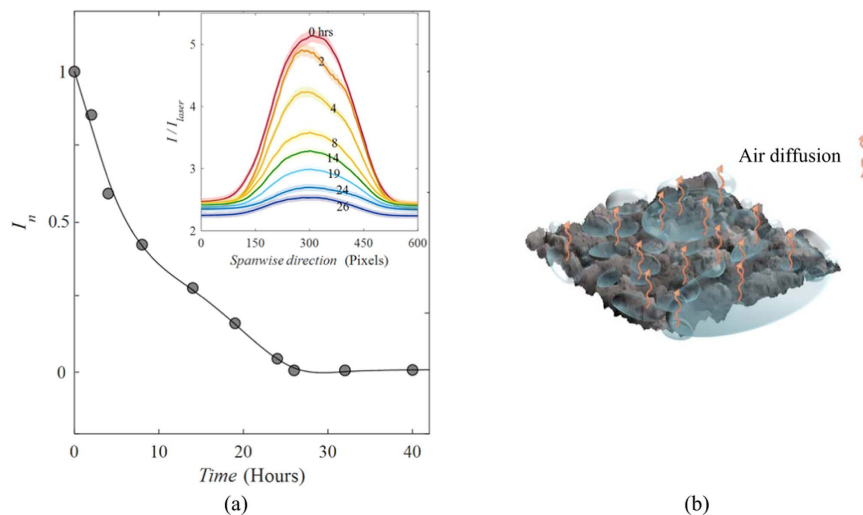 0 hrs
2
4
8
14
19
24
26
5
4
3
2
I / I laser
0 150 300 450 600
Spanwise direction (Pixels)
1
0.5
0
I n
0 10 20 30 40
Time (Hours)
(a)
Air diffusion
(b)